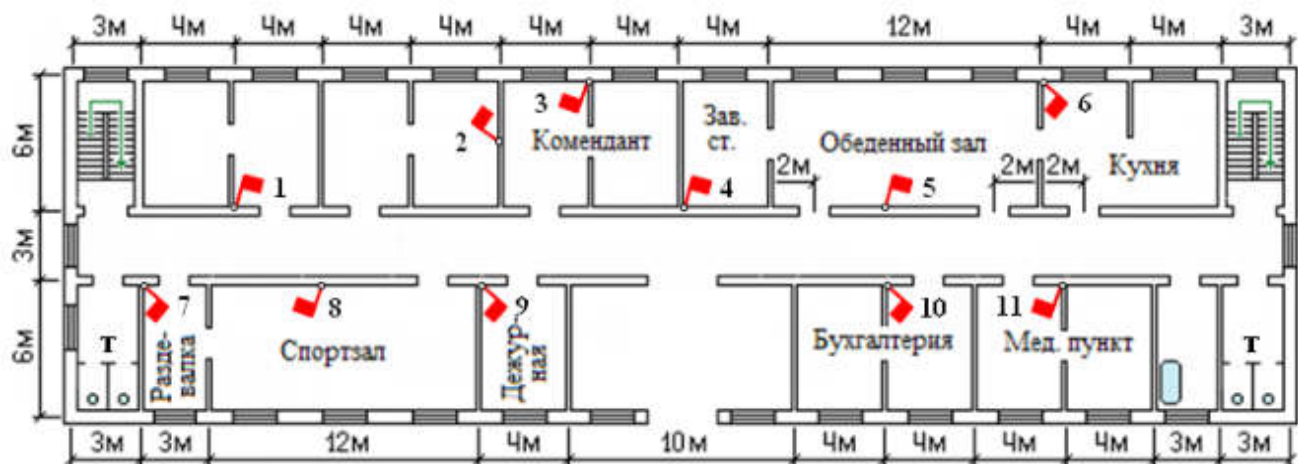 3м 4м 4м 4м 4м 4м 4м 4м 12м 4м 4м 3м
6м
3 Зав. 6
2 Комендант ст. Обеденный зал Кухня
2м 2м 2м
1 4 5
3м
7 8 9 10 11
6м
Т Разде-
валка Спортзал Дежур-
ная Бухгалтерия Мед. пункт Т
3м 3м 12м 4м 10м 4м 4м 4м 4м 3м 3м